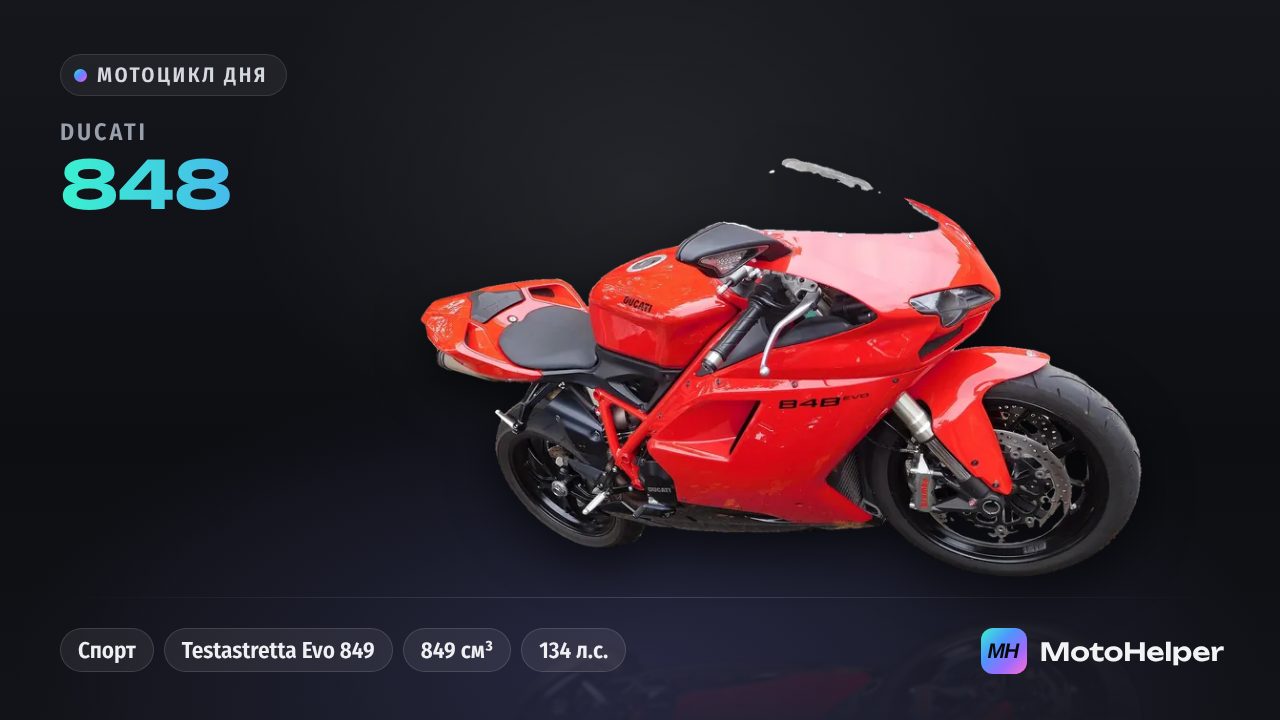 МОТОЦИКЛ ДНЯ
DUCATI
848
DUCATI
848 EVO
DUCATI
Спорт
Testastretta Evo 849
849 см³
134 л.с.
MH MotoHelper